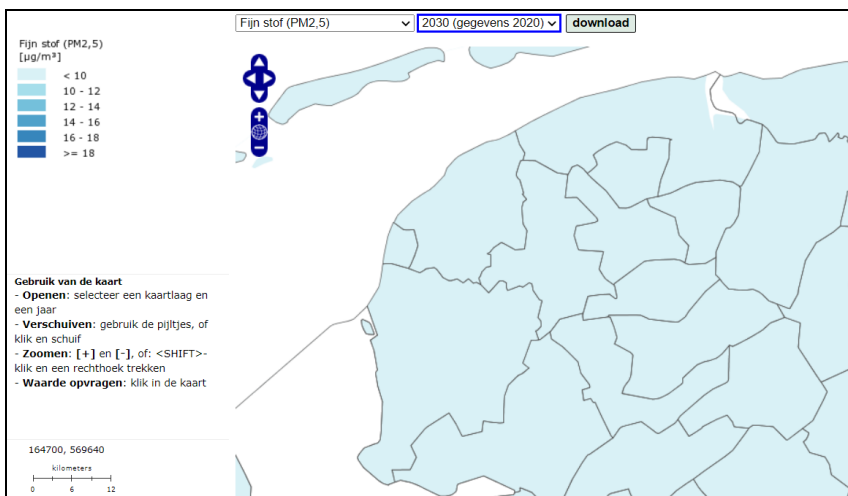 Fijn stof (PM2,5)
2030 (gegevens 2020)
download
Fijn stof (PM2,5)
[µg/m³]
< 10
10 - 12
12 - 14
14 - 16
16 - 18
>= 18
Gebruik van de kaart
- Openen: selecteer een kaartlaag en
een jaar
- Verschuiven: gebruik de pijltjes, of
klik en schuif
- Zoomen: [+] en [-], of: <SHIFT>-
klik en een rechthoek trekken
- Waarde opvragen: klik in de kaart
164700, 569640
kilometers
0 6 12